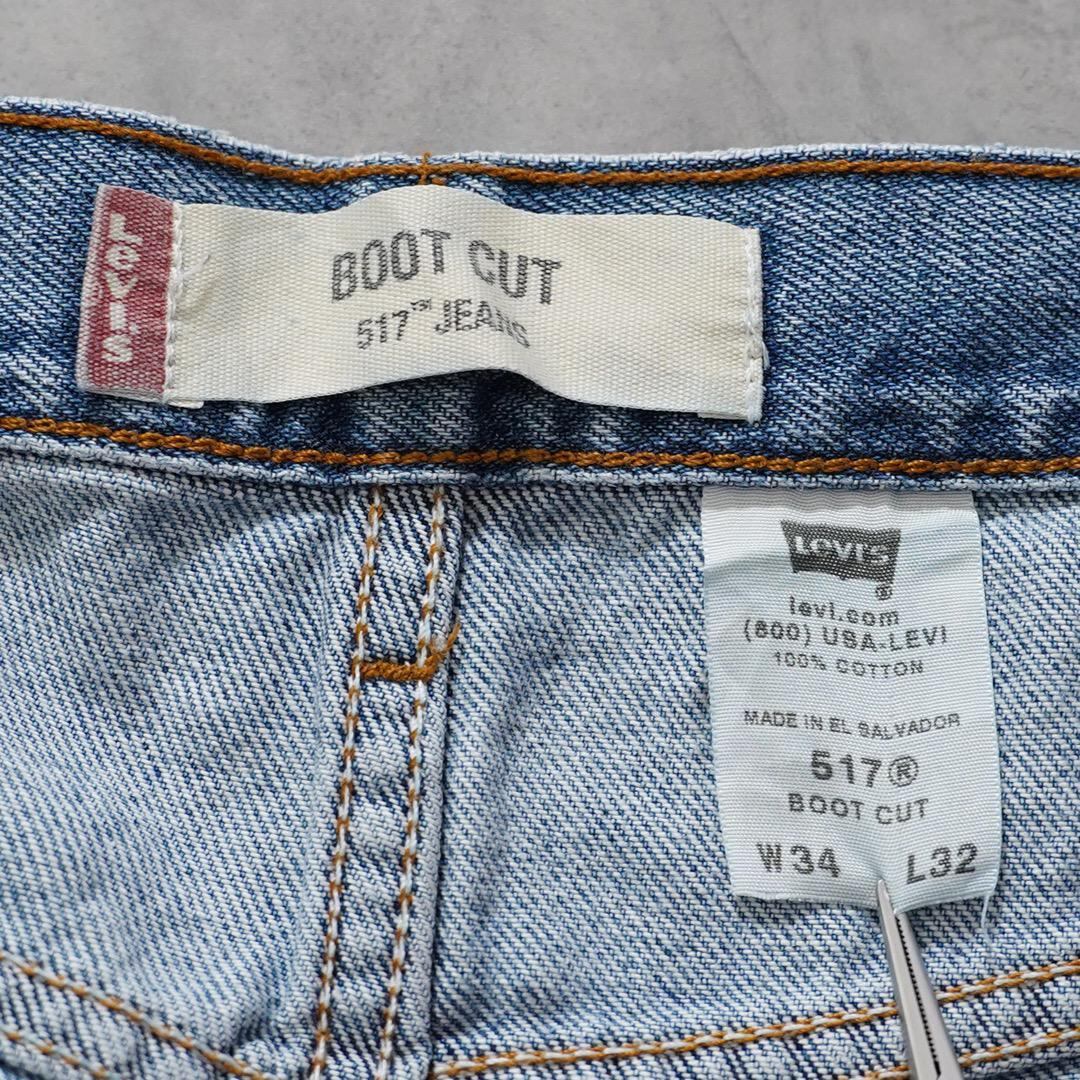 LEVI'S
BOOT CUT
517™ JEANS
LEVI'S
levi.com
(800) USA-LEVI
100% COTTON
MADE IN EL SALVADOR
517®
BOOT CUT
W34 L32